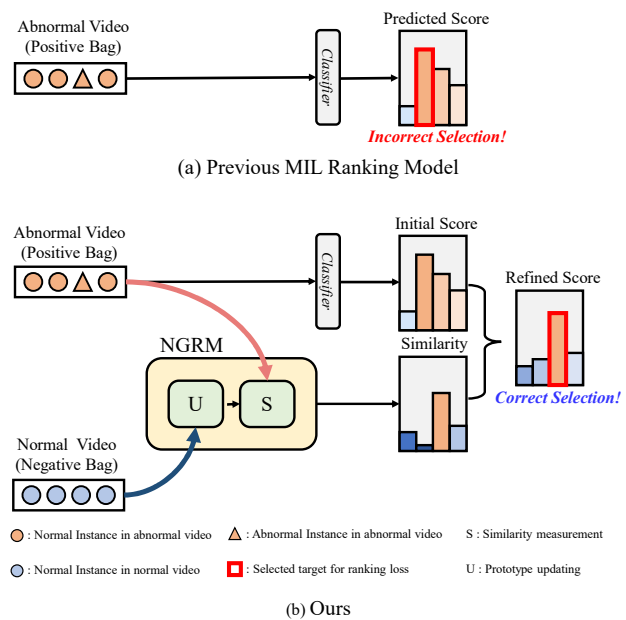 Abnormal Video
(Positive Bag)
Classifier
Predicted Score
Incorrect Selection!
(a) Previous MIL Ranking Model
Abnormal Video
(Positive Bag)
Classifier
Initial Score
Refined Score
Similarity
NGRM
U
S
Correct Selection!
Normal Video
(Negative Bag)
: Normal Instance in abnormal video
: Abnormal Instance in abnormal video
S : Similarity measurement
: Normal Instance in normal video
: Selected target for ranking loss
U : Prototype updating
(b) Ours